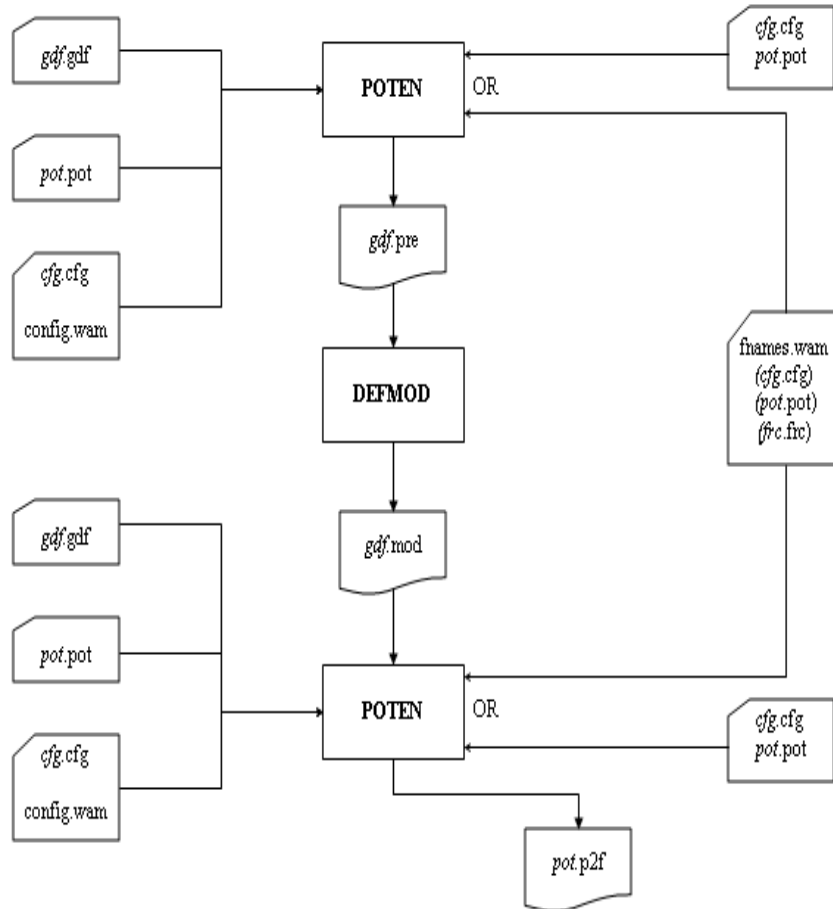 gdf.gdf
pot.pot
cfg.cfg
config.wam
POTEN
OR
cfg.cfg
pot.pot
gdf.pre
DEFMOD
fnames.wam
(cfg.cfg)
(pot.pot)
(frc.frc)
gdf.mod
gdf.gdf
pot.pot
cfg.cfg
config.wam
POTEN
OR
cfg.cfg
pot.pot
pot.p2f